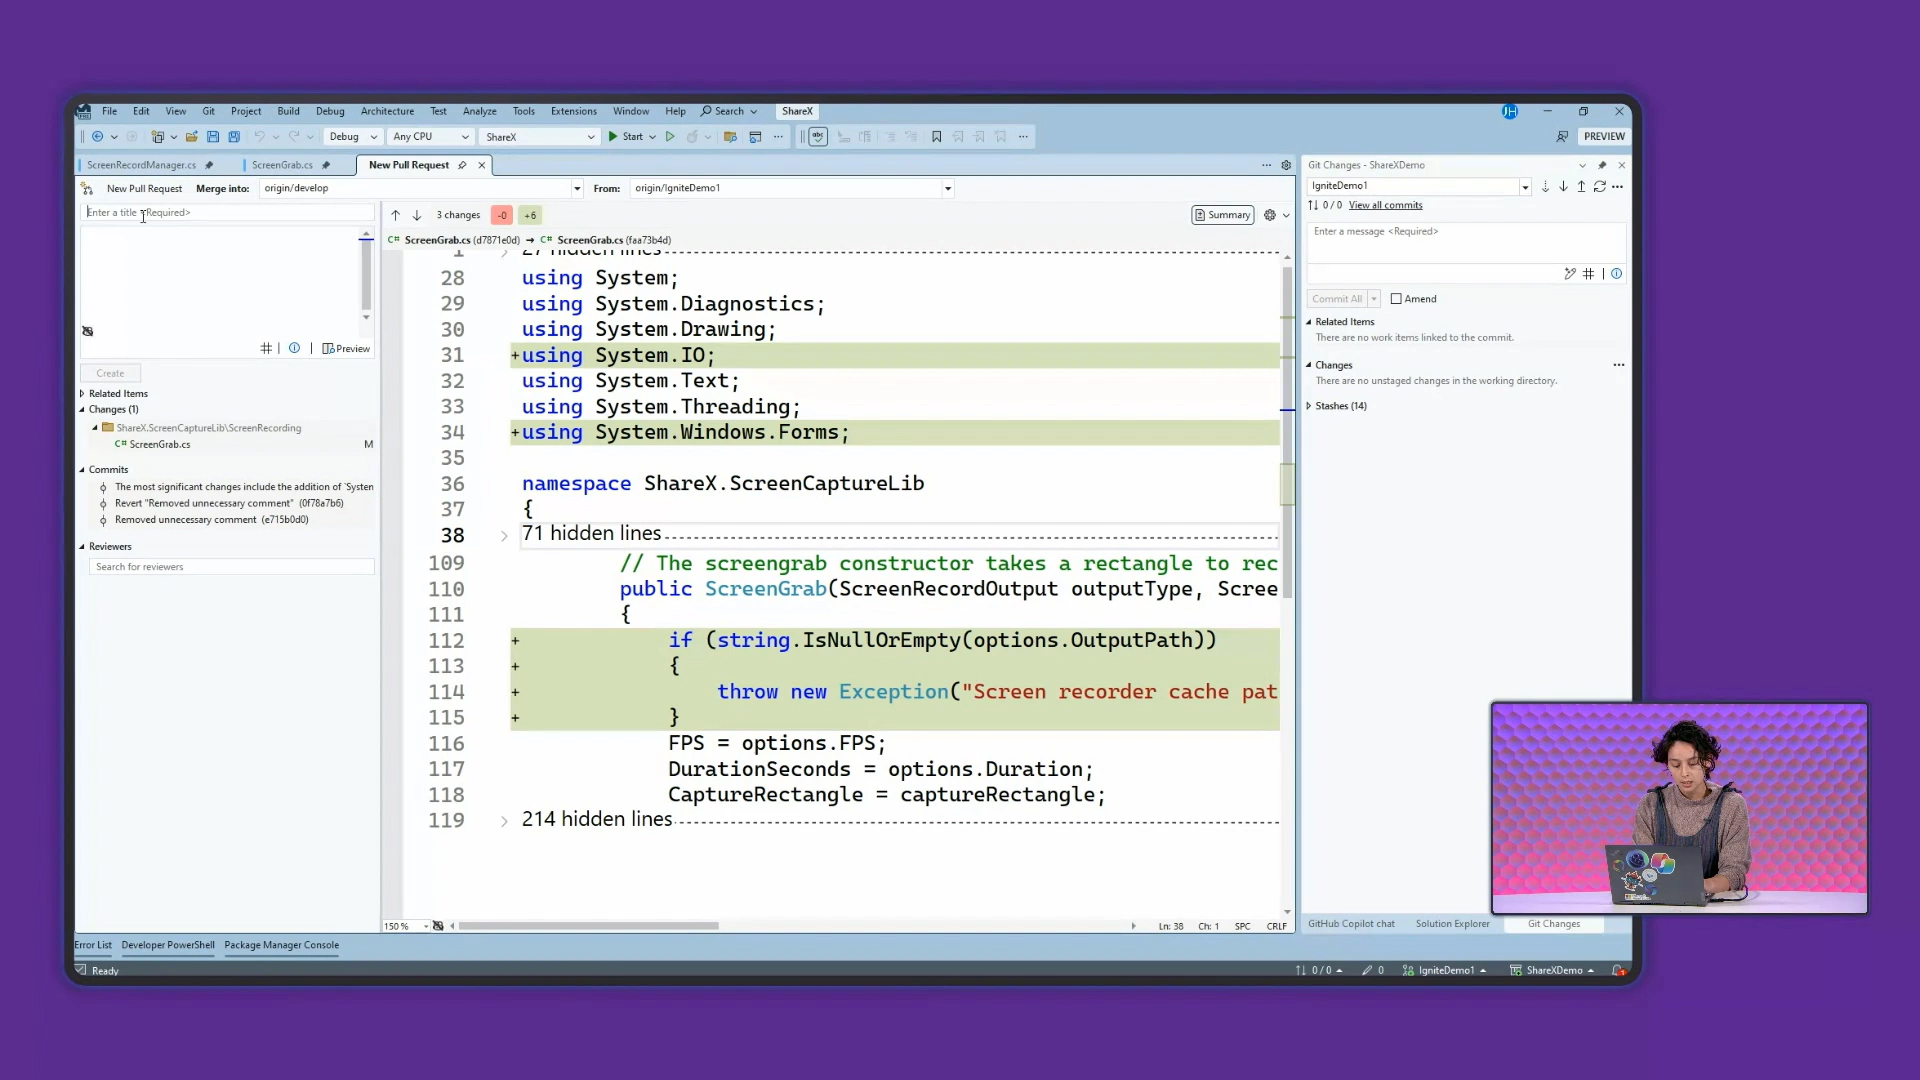 File Edit View Git Project Build Debug Architecture Test Analyze Tools Extensions Window Help Search ShareX JH
Debug Any CPU ShareX Start abc PREVIEW
ScreenRecordManager.cs ScreenGrab.cs New Pull Request
New Pull Request Merge into: origin/develop From: origin/IgniteDemo1
Enter a title <Required>
Preview
Create
Related Items
Changes (1)
ShareX.ScreenCaptureLib\ScreenRecording
C# ScreenGrab.cs M
Commits
The most significant changes include the addition of `System
Revert "Removed unnecessary comment" (0f78a7b6)
Removed unnecessary comment (e715b0d0)
Reviewers
Search for reviewers
3 changes -0 +6 Summary
C# ScreenGrab.cs (d7871e0d) → C# ScreenGrab.cs (faa73b4d)
1 27 hidden lines
28 using System;
29 using System.Diagnostics;
30 using System.Drawing;
31 +using System.IO;
32 using System.Text;
33 using System.Threading;
34 +using System.Windows.Forms;
35
36 namespace ShareX.ScreenCaptureLib
37 {
38 71 hidden lines
109 // The screengrab constructor takes a rectangle to rec
110 public ScreenGrab(ScreenRecordOutput outputType, Scree
111 {
112 + if (string.IsNullOrEmpty(options.OutputPath))
113 + {
114 + throw new Exception("Screen recorder cache pat
115 + }
116 FPS = options.FPS;
117 DurationSeconds = options.Duration;
118 CaptureRectangle = captureRectangle;
119 214 hidden lines
150 % Ln: 38 Ch: 1 SPC CRLF
Git Changes - ShareXDemo
IgniteDemo1
0 / 0 View all commits
Enter a message <Required>
Commit All Amend
Related Items
There are no work items linked to the commit.
Changes
There are no unstaged changes in the working directory.
Stashes (14)
GitHub Copilot chat Solution Explorer Git Changes
Error List Developer PowerShell Package Manager Console
Ready 0 / 0 0 IgniteDemo1 ShareXDemo